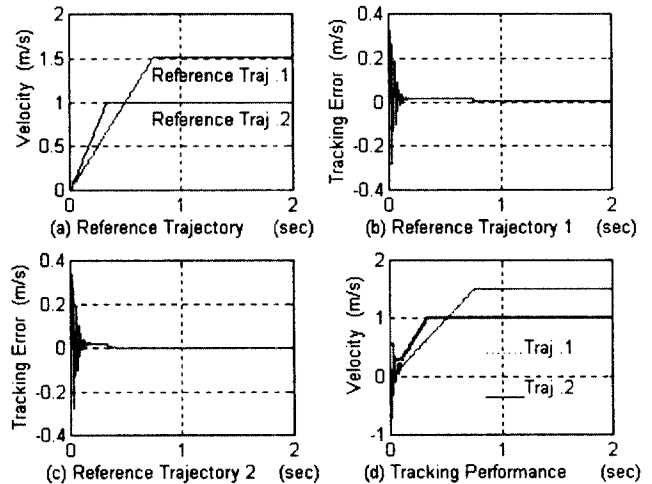 Velocity (m/s)
2
1.5
1
0.5
0
Reference Traj .1
Reference Traj .2
0
1
2
(a) Reference Trajectory (sec)
Tracking Error (m/s)
0.4
0.2
0
-0.2
-0.4
0
1
2
(b) Reference Trajectory 1 (sec)
Tracking Error (m/s)
0.4
0.2
0
-0.2
-0.4
0
1
2
(c) Reference Trajectory 2 (sec)
Velocity (m/s)
2
1
0
-1
Traj .1
Traj .2
0
1
2
(d) Tracking Performance (sec)